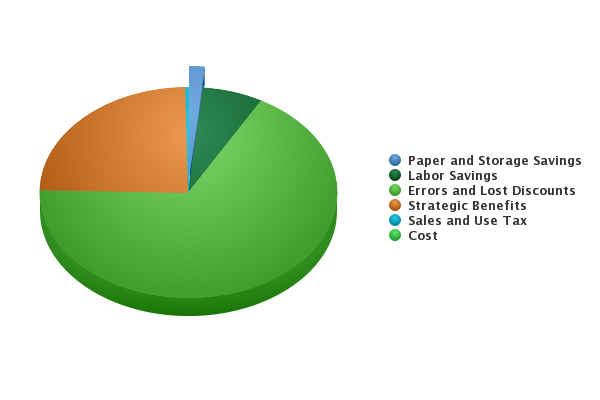 Paper and Storage Savings
Labor Savings
Errors and Lost Discounts
Strategic Benefits
Sales and Use Tax
Cost